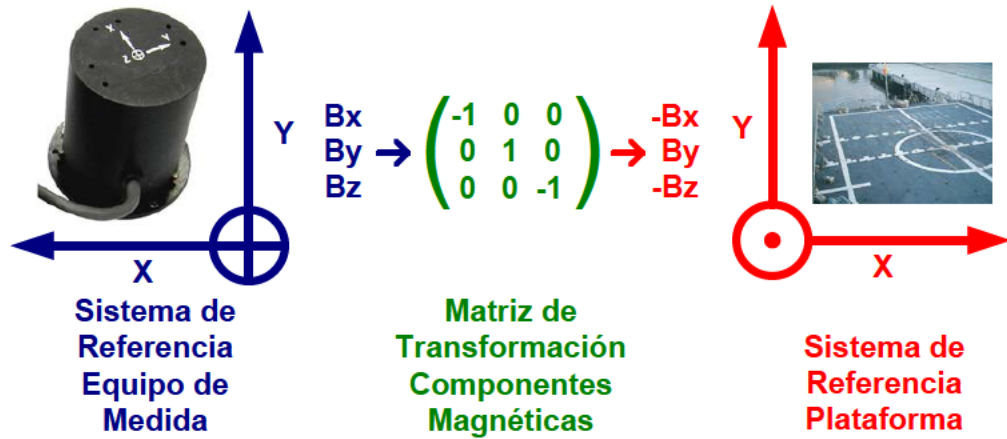 X
Y
Z
Y
X
Bx
By
Bz
-1 0 0
0 1 0
0 0 -1
-Bx
By
-Bz
Y
X
Sistema de
Referencia
Equipo de
Medida
Matriz de
Transformación
Componentes
Magnéticas
Sistema de
Referencia
Plataforma